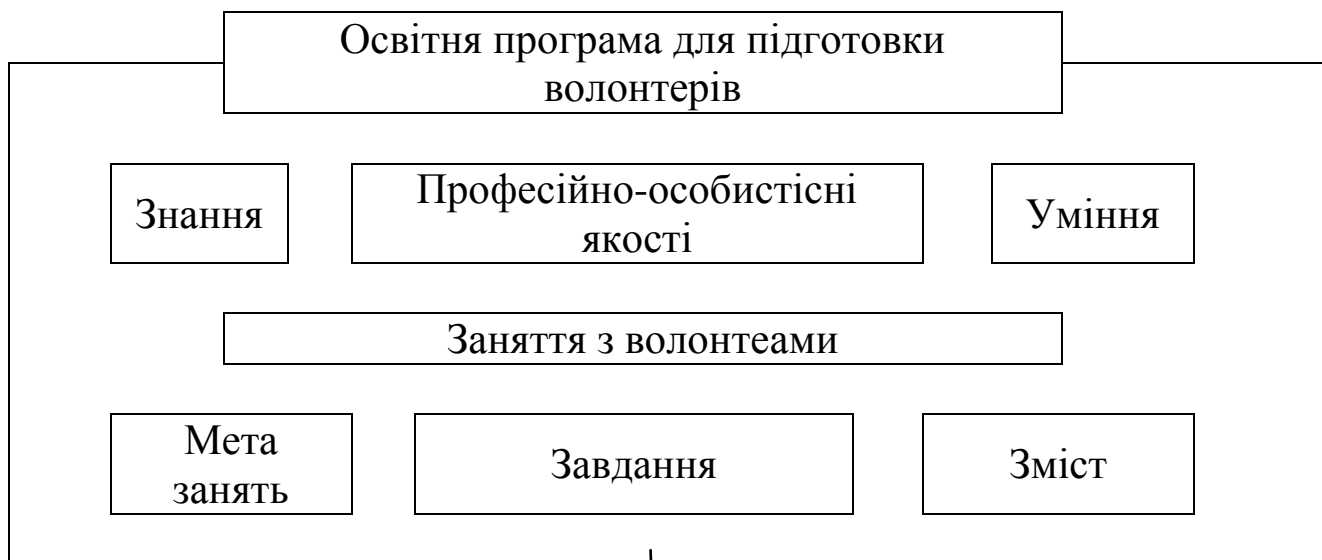 Освітня програма для підготовки
волонтерів
Знання
Професійно-особистісні
якості
Уміння
Заняття з волонтеами
Мета
занять
Завдання
Зміст